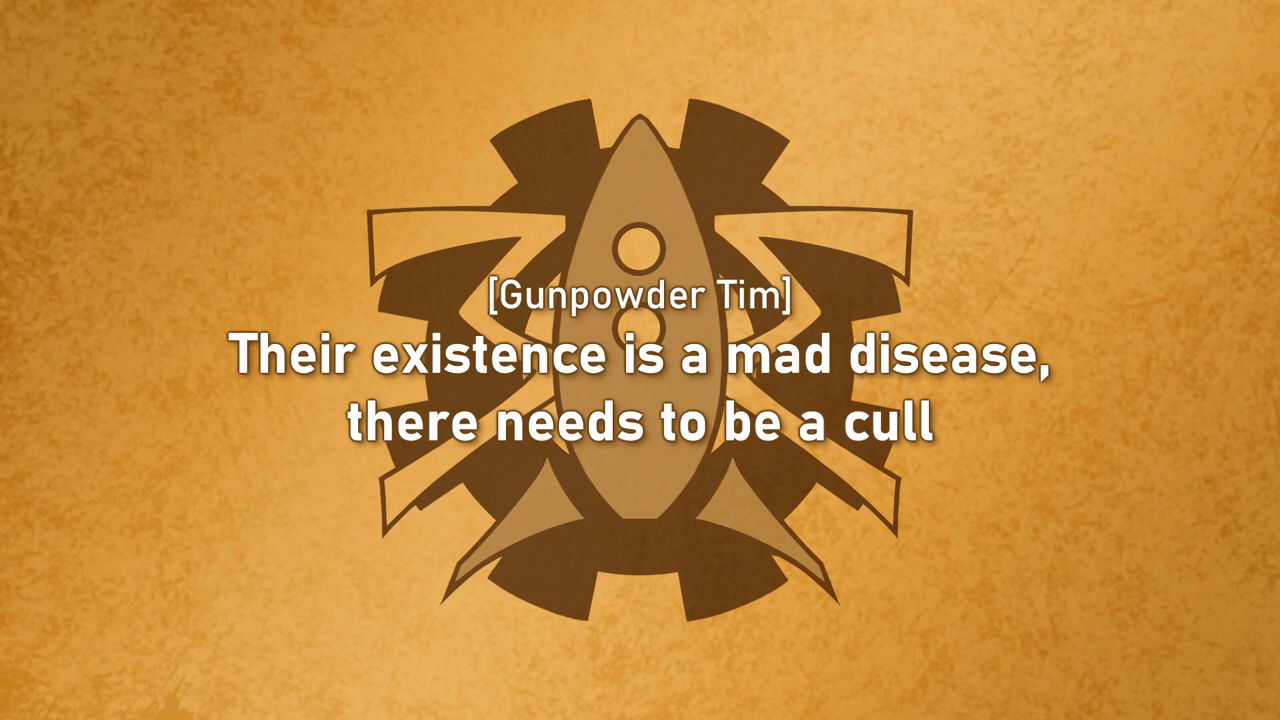 [Gunpowder Tim]
Their existence is a mad disease,
there needs to be a cull